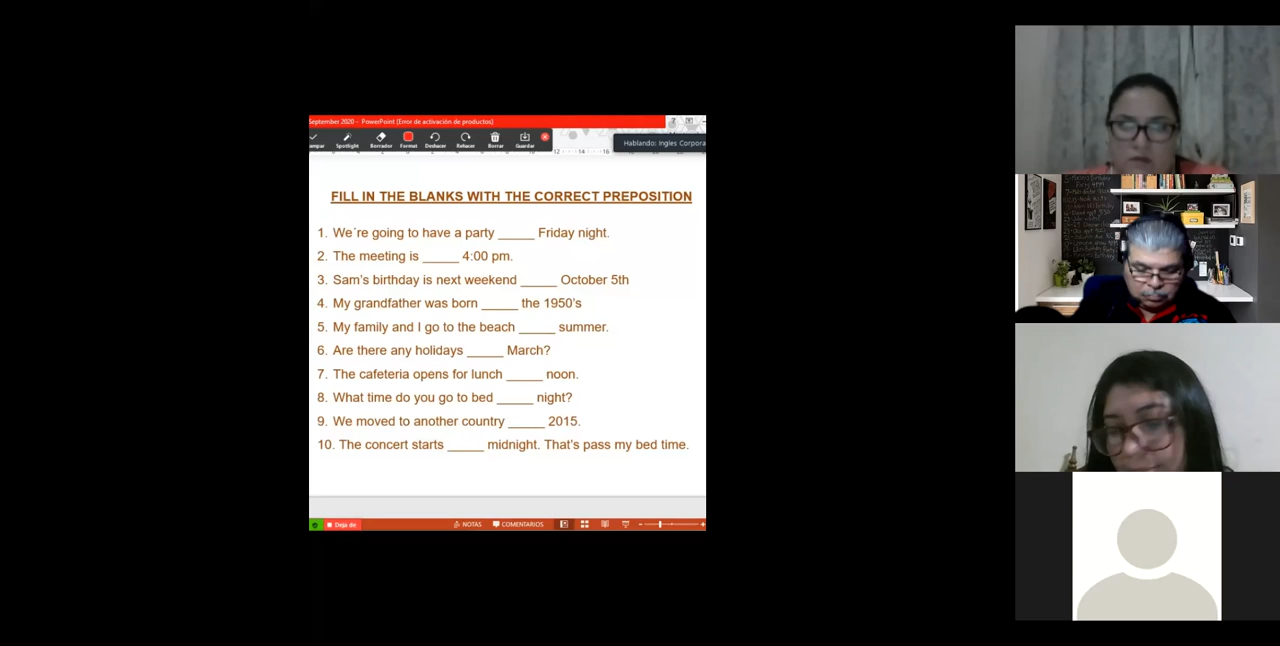 September 2020 - PowerPoint (Error de activación de productos)
ampar Spotlight Borrador Format Deshacer Rehacer Borrar Guardar
12 14 16
Hablando: Ingles Corpora
FILL IN THE BLANKS WITH THE CORRECT PREPOSITION
1. We´re going to have a party _____ Friday night.
2. The meeting is _____ 4:00 pm.
3. Sam's birthday is next weekend _____ October 5th
4. My grandfather was born _____ the 1950's
5. My family and I go to the beach _____ summer.
6. Are there any holidays _____ March?
7. The cafeteria opens for lunch _____ noon.
8. What time do you go to bed _____ night?
9. We moved to another country _____ 2015.
10. The concert starts _____ midnight. That's pass my bed time.
Deja de
NOTAS COMENTARIOS